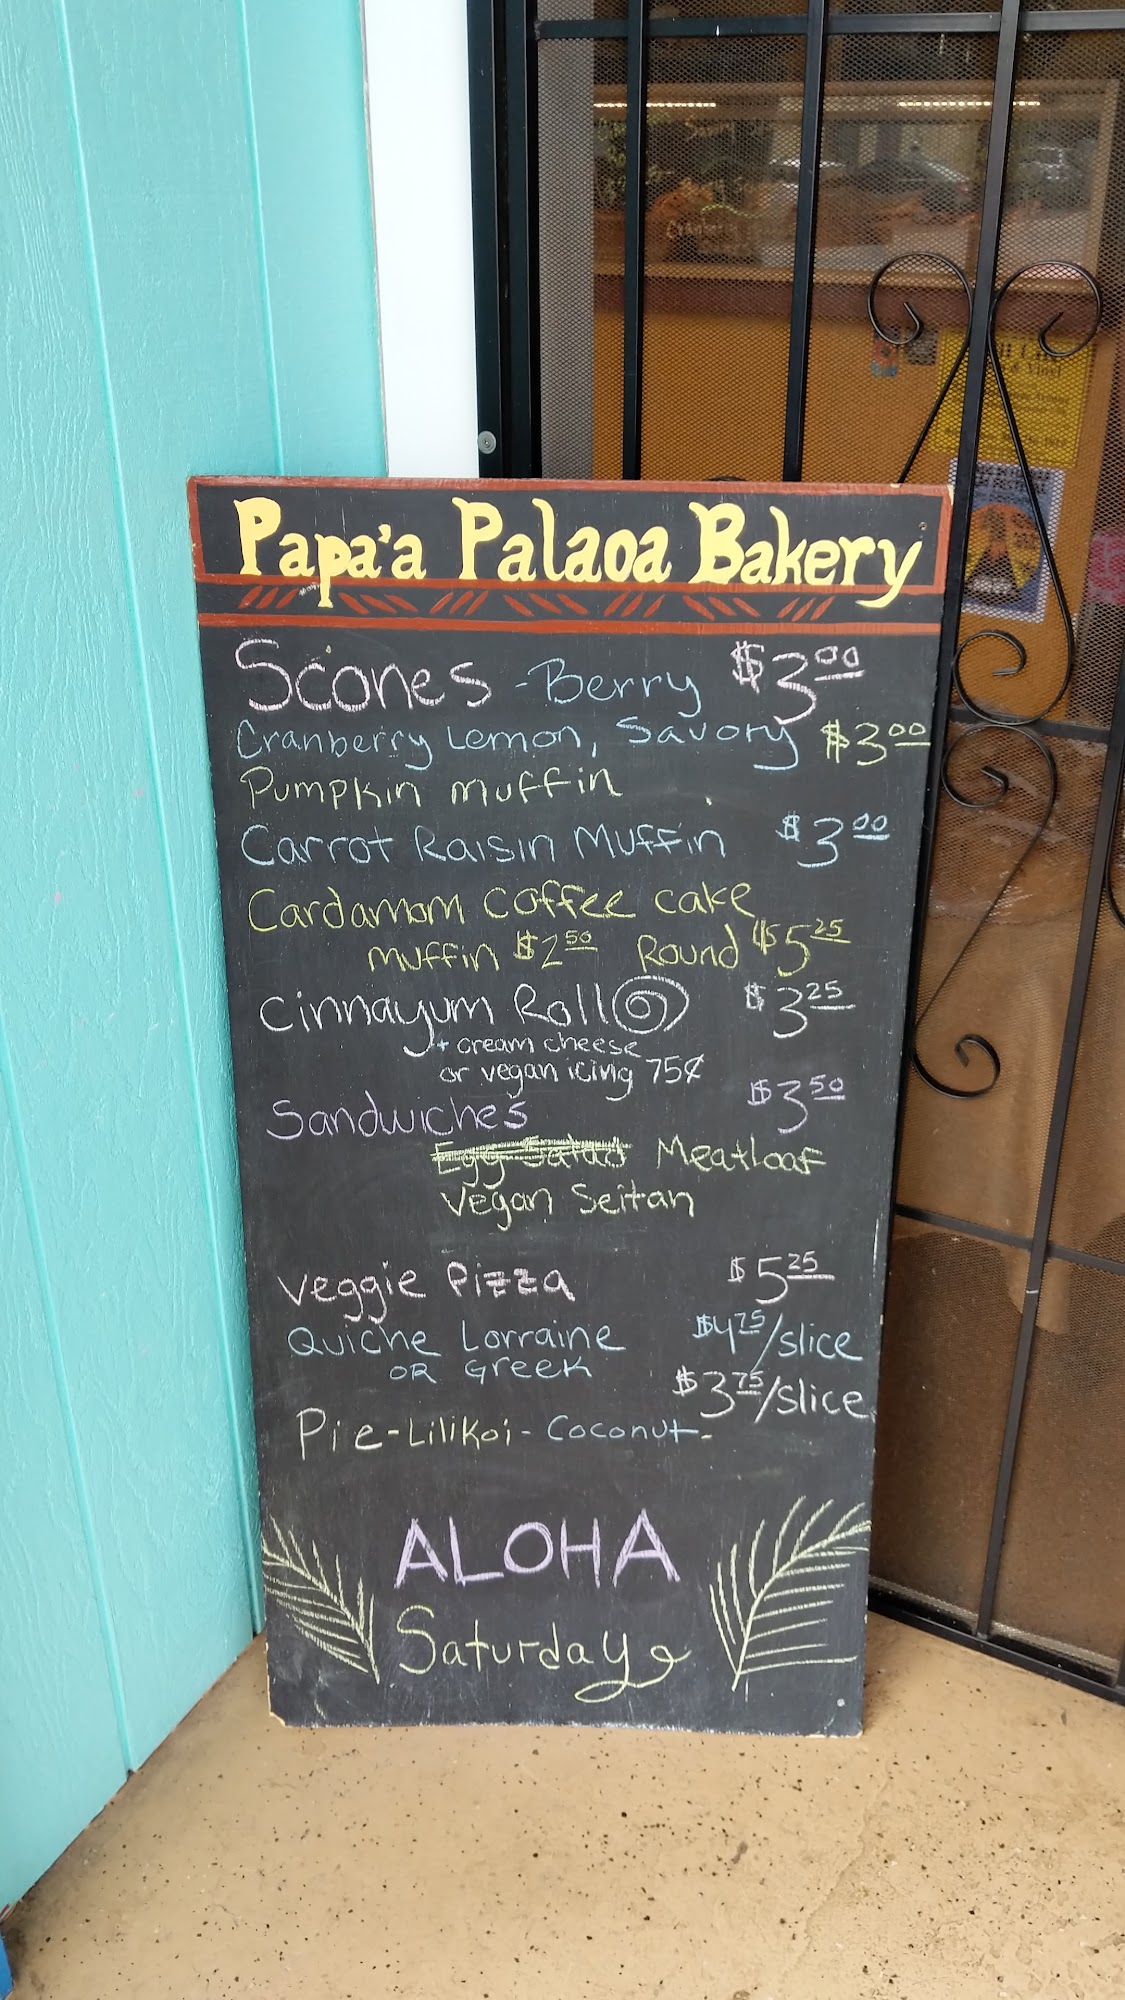 Papa'a Palaoa Bakery
Scones - Berry $3.00
Cranberry Lemon, Savory $3.00
Pumpkin muffin
Carrot Raisin Muffin $3.00
Cardamom coffee cake
muffin $2.50 Round $5.25
Cinnayum Roll $3.25
+ cream cheese
or vegan icing 75¢
Sandwiches $3.50
Egg Salad Meatloaf
Vegan Seitan
Veggie Pizza $5.25
Quiche Lorraine $4.75/slice
OR Greek
$3.75/slice
Pie - Lilikoi - Coconut -
ALOHA
Saturday
Cranberry